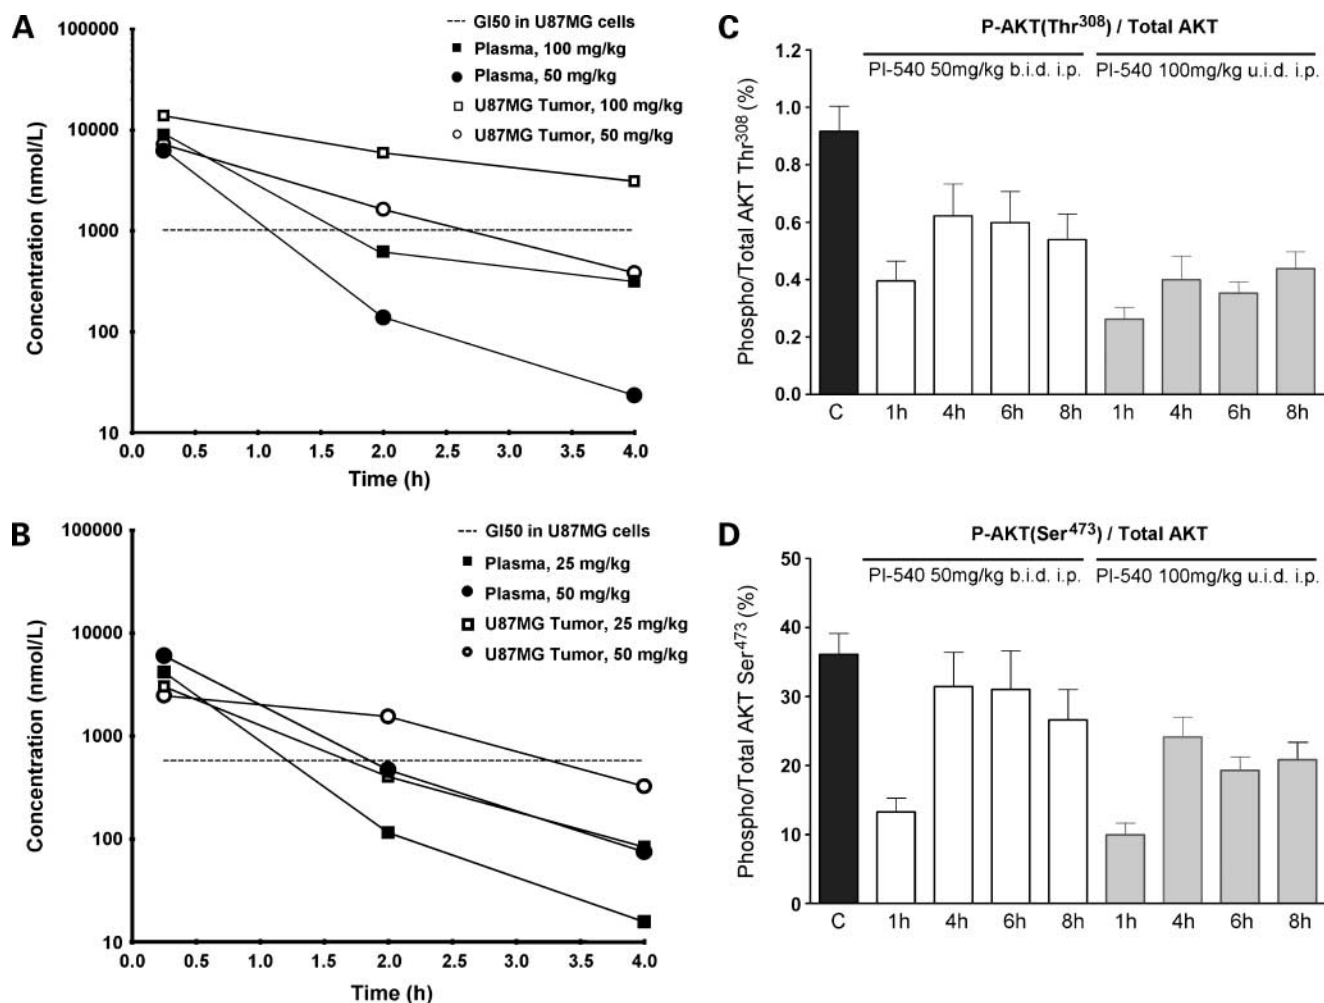 A
100000
10000
1000
100
10
Concentration (nmol/L)
0.0 0.5 1.0 1.5 2.0 2.5 3.0 3.5 4.0
Time (h)
GI50 in U87MG cells
Plasma, 100 mg/kg
Plasma, 50 mg/kg
U87MG Tumor, 100 mg/kg
U87MG Tumor, 50 mg/kg
B
100000
10000
1000
100
10
Concentration (nmol/L)
0.0 0.5 1.0 1.5 2.0 2.5 3.0 3.5 4.0
Time (h)
GI50 in U87MG cells
Plasma, 25 mg/kg
Plasma, 50 mg/kg
U87MG Tumor, 25 mg/kg
U87MG Tumor, 50 mg/kg
C
P-AKT(Thr³⁰⁸) / Total AKT
PI-540 50mg/kg b.i.d. i.p. PI-540 100mg/kg u.i.d. i.p.
1.2
1.0
0.8
0.6
0.4
0.2
0.0
Phospho/Total AKT Thr³⁰⁸ (%)
C 1h 4h 6h 8h 1h 4h 6h 8h
D
P-AKT(Ser⁴⁷³) / Total AKT
PI-540 50mg/kg b.i.d. i.p. PI-540 100mg/kg u.i.d. i.p.
50
40
30
20
10
0
Phospho/Total AKT Ser⁴⁷³ (%)
C 1h 4h 6h 8h 1h 4h 6h 8h